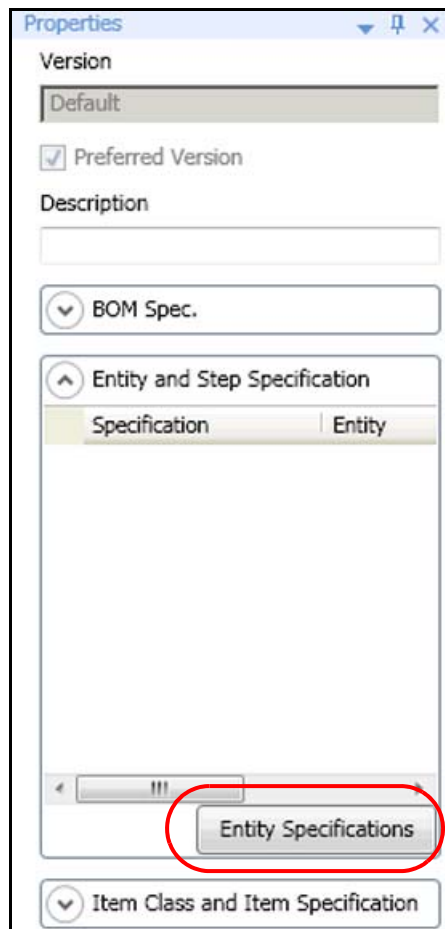 Properties
Version
Default
Preferred Version
Description
BOM Spec.
Entity and Step Specification
Specification Entity
Entity Specifications
Item Class and Item Specification